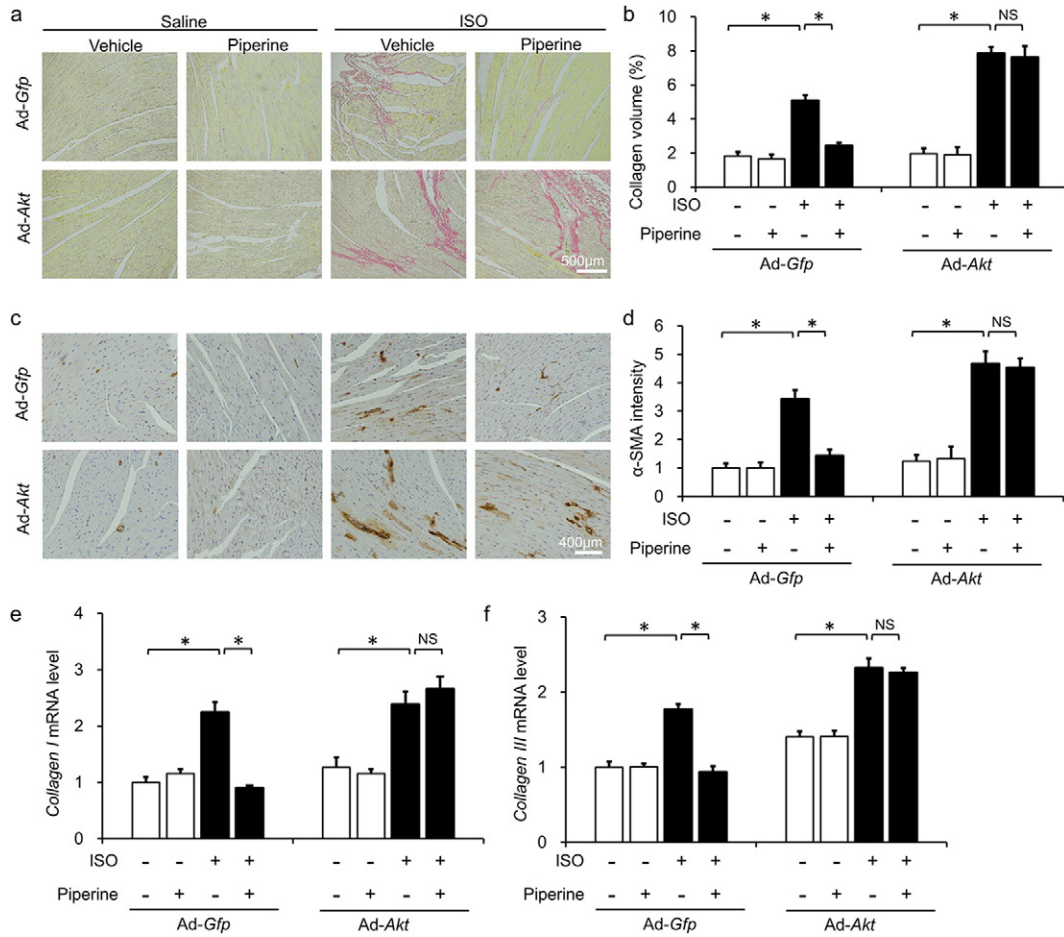 a
Saline
ISO
Vehicle
Piperine
Vehicle
Piperine
Ad-Gfp
Ad-Akt
500μm
b
Collagen volume (%)
10
8
6
4
2
0
* * * NS
ISO - - + + - - + +
Piperine - + - + - + - +
Ad-Gfp Ad-Akt
c
Ad-Gfp
Ad-Akt
400μm
d
α-SMA intensity
6
5
4
3
2
1
0
* * * NS
ISO - - + + - - + +
Piperine - + - + - + - +
Ad-Gfp Ad-Akt
e
Collagen I mRNA level
4
3
2
1
0
* * * NS
ISO - - + + - - + +
Piperine - + - + - + - +
Ad-Gfp Ad-Akt
f
Collagen III mRNA level
3
2
1
0
* * * NS
ISO - - + + - - + +
Piperine - + - + - + - +
Ad-Gfp Ad-Akt